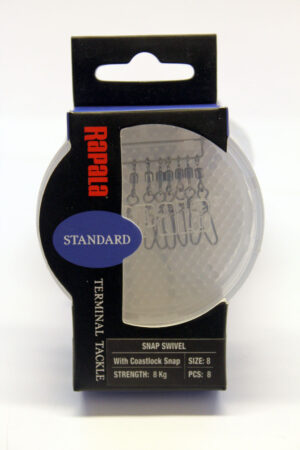 Rapala
STANDARD
TERMINAL TACKLE
SNAP SWIVEL
With Coastlock Snap
SIZE: 8
STRENGTH: 8 Kg
PCS: 8